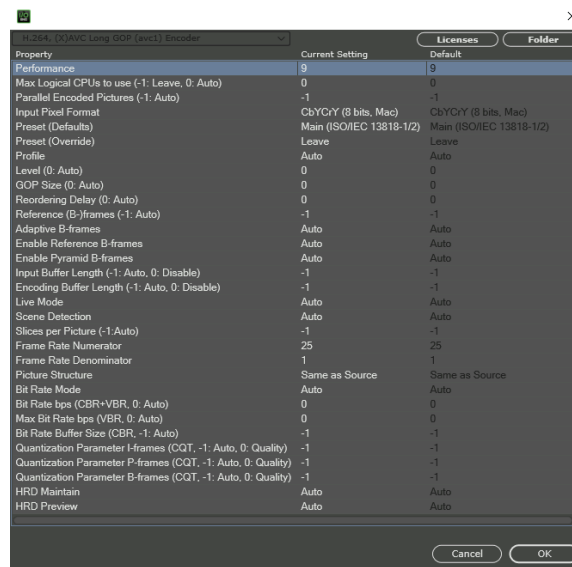 H.264, (X)AVC Long GOP (avc1) Encoder Licenses Folder
Property Current Setting Default
Performance 9 9
Max Logical CPUs to use (-1: Leave, 0: Auto) 0 0
Parallel Encoded Pictures (-1: Auto) -1 -1
Input Pixel Format CbYCrY (8 bits, Mac) CbYCrY (8 bits, Mac)
Preset (Defaults) Main (ISO/IEC 13818-1/2) Main (ISO/IEC 13818-1/2)
Preset (Override) Leave Leave
Profile Auto Auto
Level (0: Auto) 0 0
GOP Size (0: Auto) 0 0
Reordering Delay (0: Auto) 0 0
Reference (B-)frames (-1: Auto) -1 -1
Adaptive B-frames Auto Auto
Enable Reference B-frames Auto Auto
Enable Pyramid B-frames Auto Auto
Input Buffer Length (-1: Auto, 0: Disable) -1 -1
Encoding Buffer Length (-1: Auto, 0: Disable) -1 -1
Live Mode Auto Auto
Scene Detection Auto Auto
Slices per Picture (-1:Auto) -1 -1
Frame Rate Numerator 25 25
Frame Rate Denominator 1 1
Picture Structure Same as Source Same as Source
Bit Rate Mode Auto Auto
Bit Rate bps (CBR+VBR, 0: Auto) 0 0
Max Bit Rate bps (VBR, 0: Auto) 0 0
Bit Rate Buffer Size (CBR, -1: Auto) -1 -1
Quantization Parameter I-frames (CQT, -1: Auto, 0: Quality) -1 -1
Quantization Parameter P-frames (CQT, -1: Auto, 0: Quality) -1 -1
Quantization Parameter B-frames (CQT, -1: Auto, 0: Quality) -1 -1
HRD Maintain Auto Auto
HRD Preview Auto Auto
Cancel OK